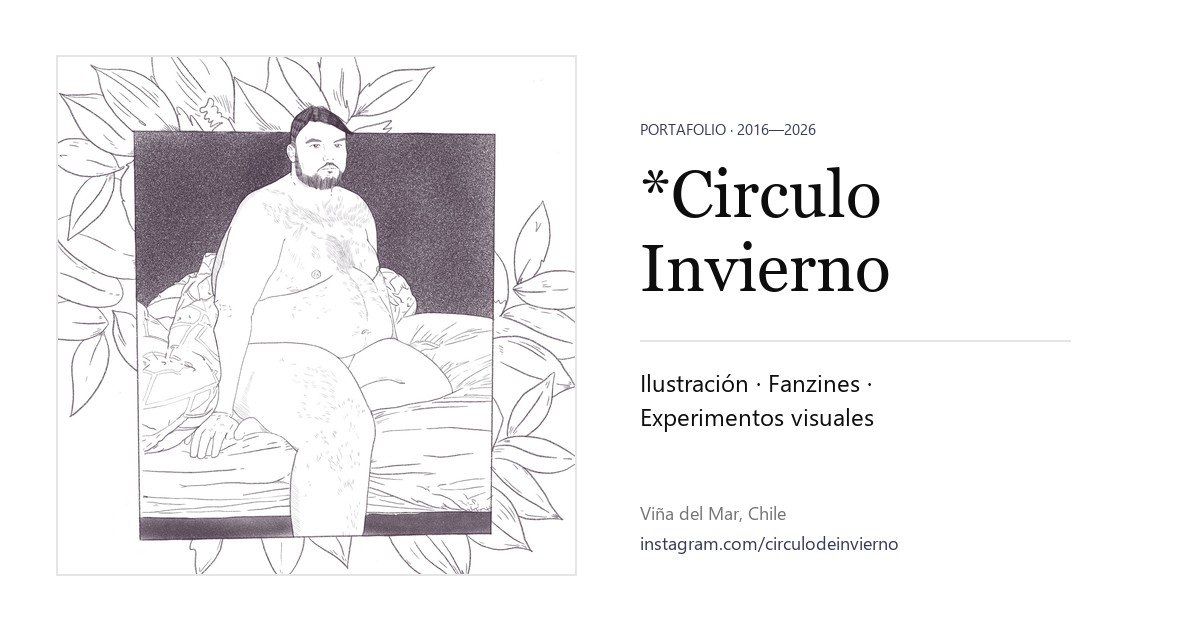 PORTAFOLIO · 2016—2026
*Circulo
Invierno
Ilustración · Fanzines ·
Experimentos visuales
Viña del Mar, Chile
instagram.com/circulodeinvierno